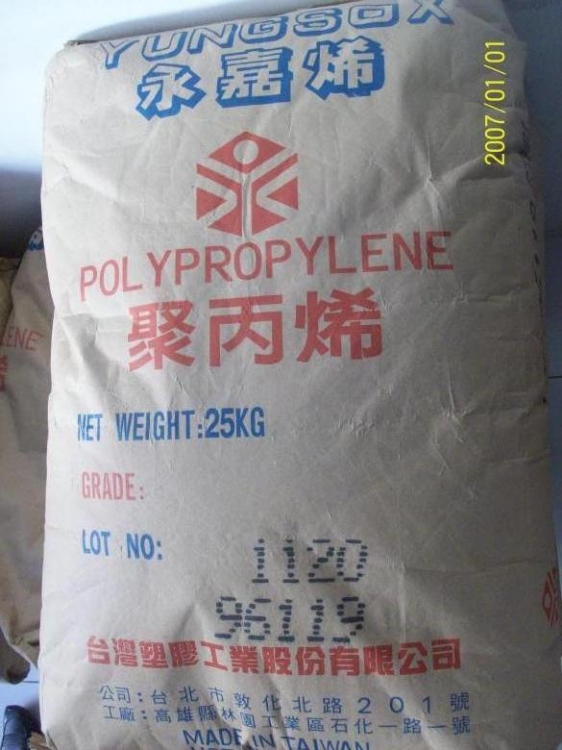 YUNGSOX
永嘉烯
2007/01/01
POLYPROPYLENE
聚丙烯
NET WEIGHT:25KG
GRADE:
LOT NO:
1120
96119
台灣塑膠工業股份有限公司
公司:台北市敦化北路201號
工廠:高雄縣林園工業區石化一路一號
MADE IN TAIWAN
ENE